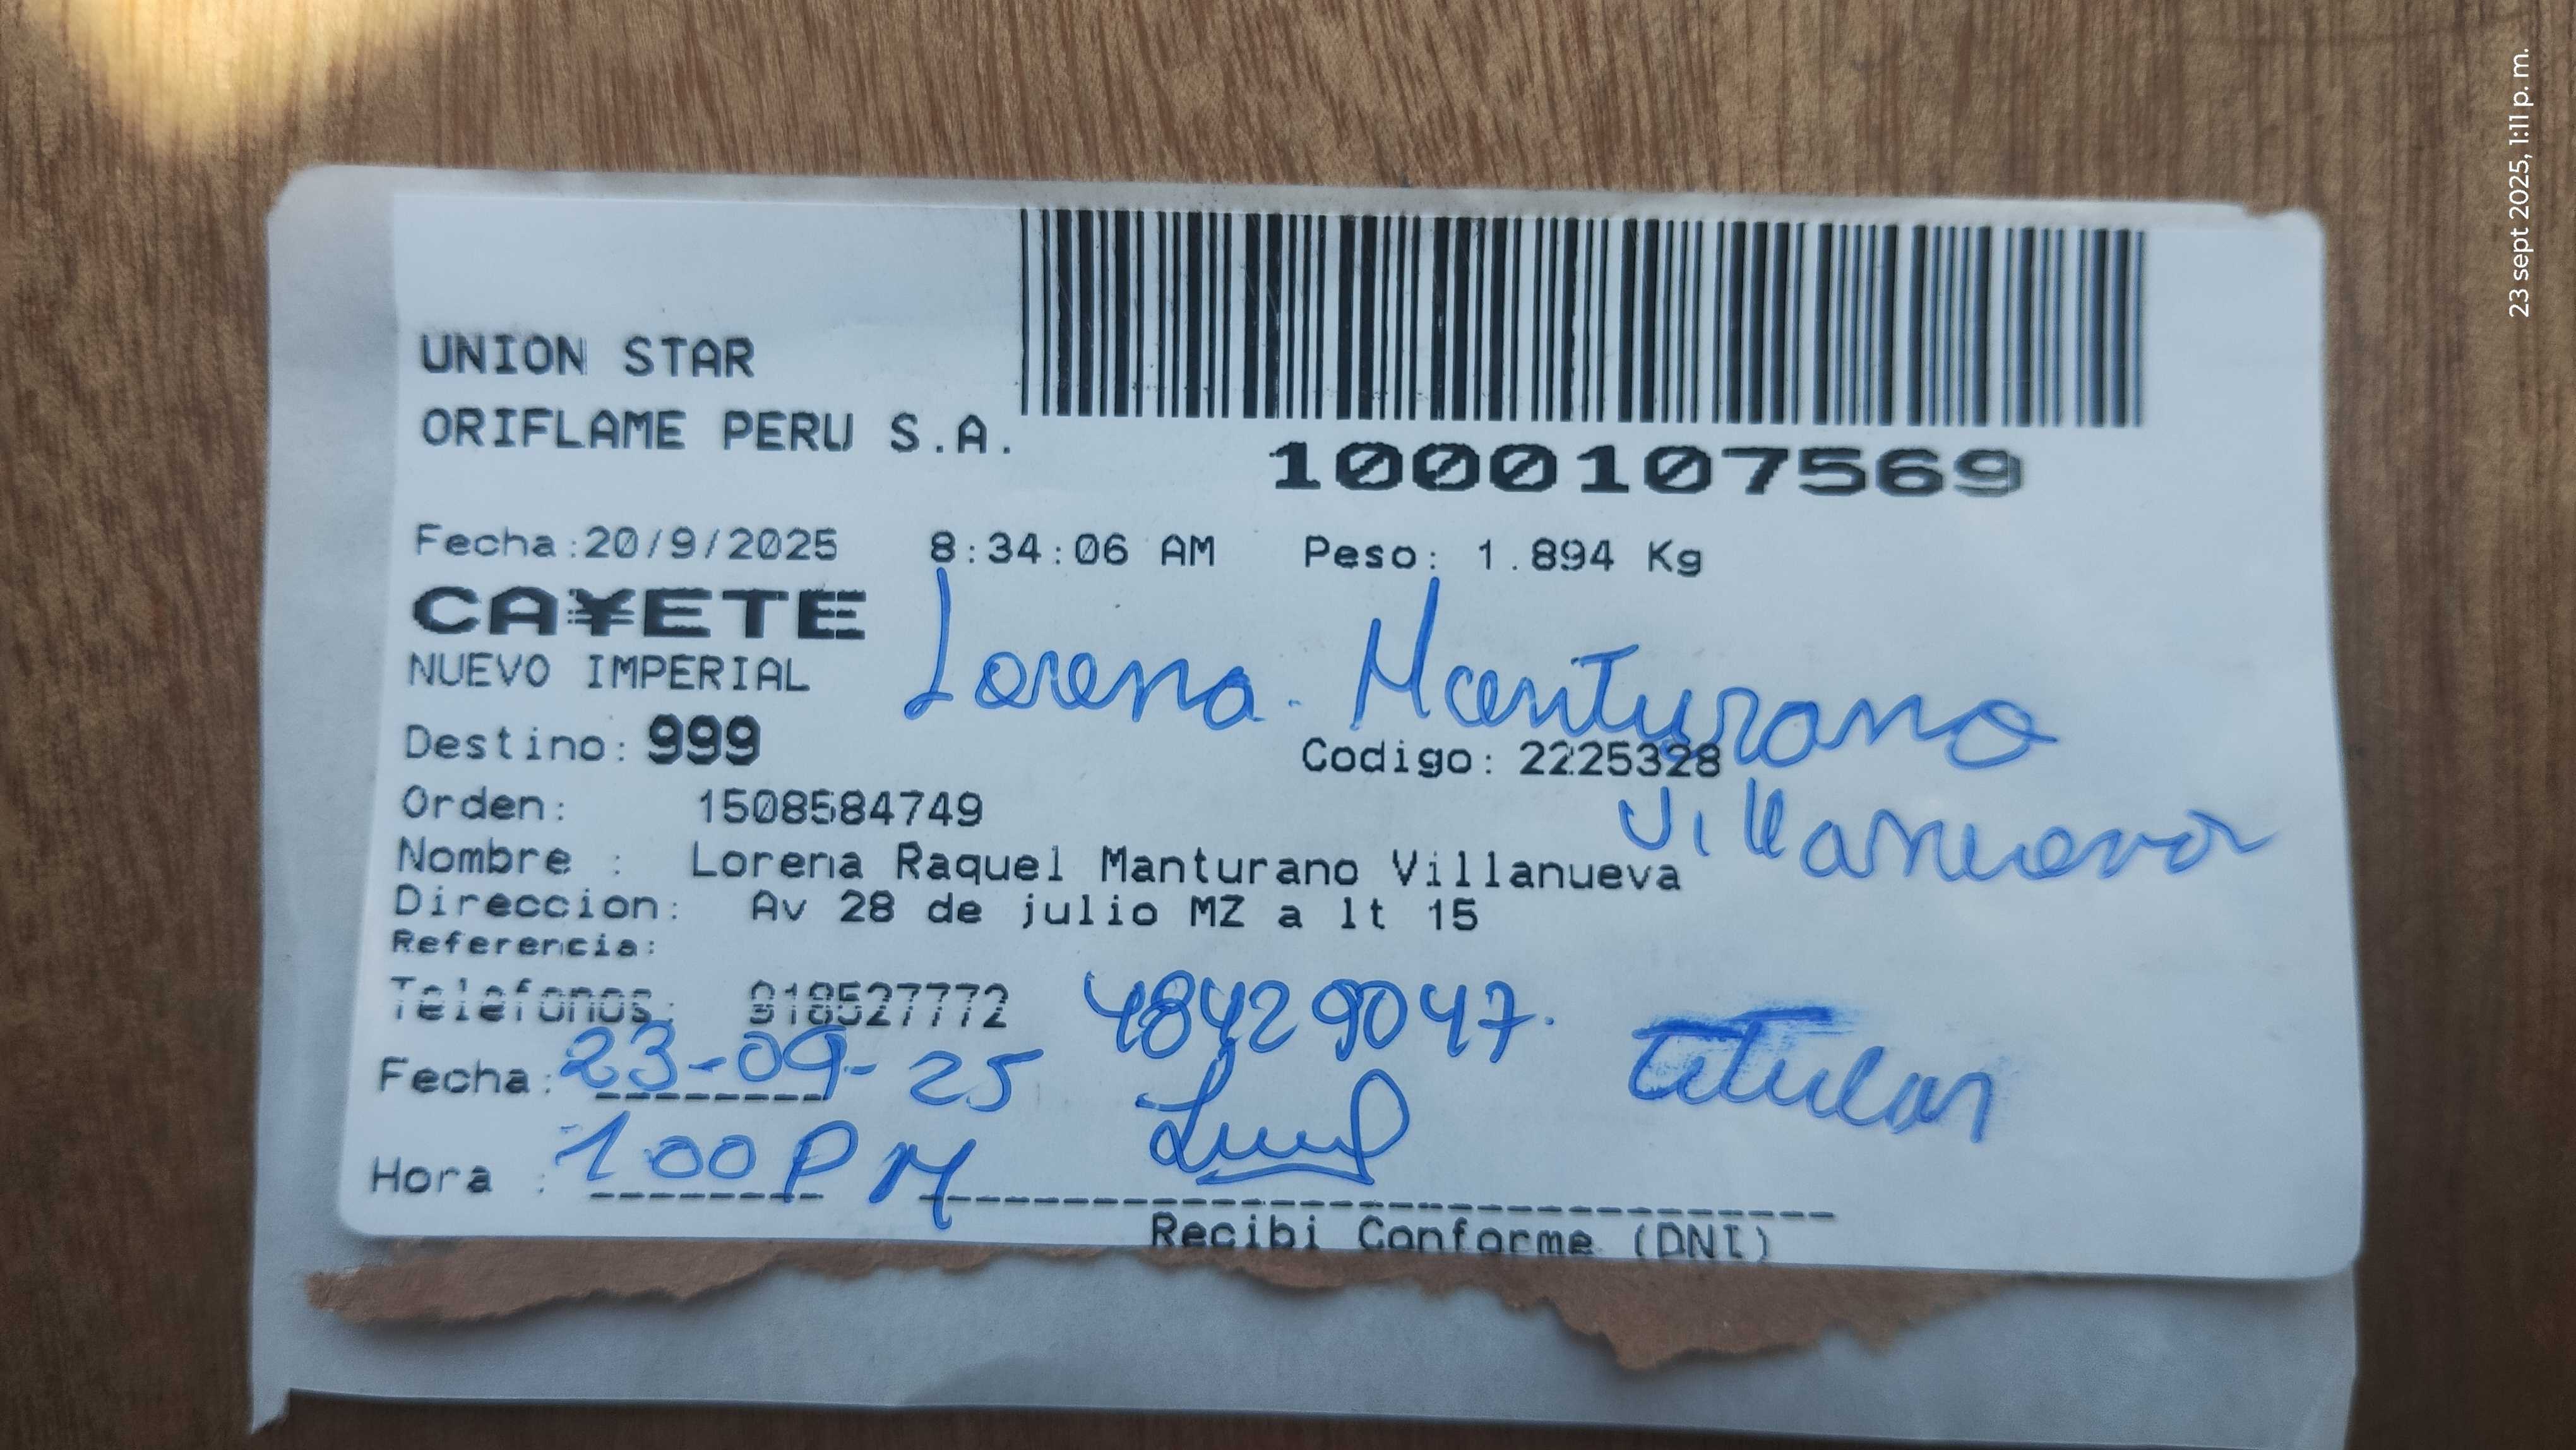 UNION STAR
ORIFLAME PERU S.A.
1000107569
Fecha:20/9/2025 8:34:06 AM Peso: 1.894 Kg
CA¥ETE
NUEVO IMPERIAL
Lorena Manturano
Destino: 999 Codigo: 2225328
Villanueva
Orden: 1508584749
Nombre : Lorena Raquel Manturano Villanueva
Direccion: Av 28 de julio MZ a lt 15
Referencia:
Telefonos: 918527772 48429047.
titular
Fecha: 23-09-25
Hora : 1 00 PM
Recibi Conforme (DNI)
23 sept 2025, 1:11 p. m.